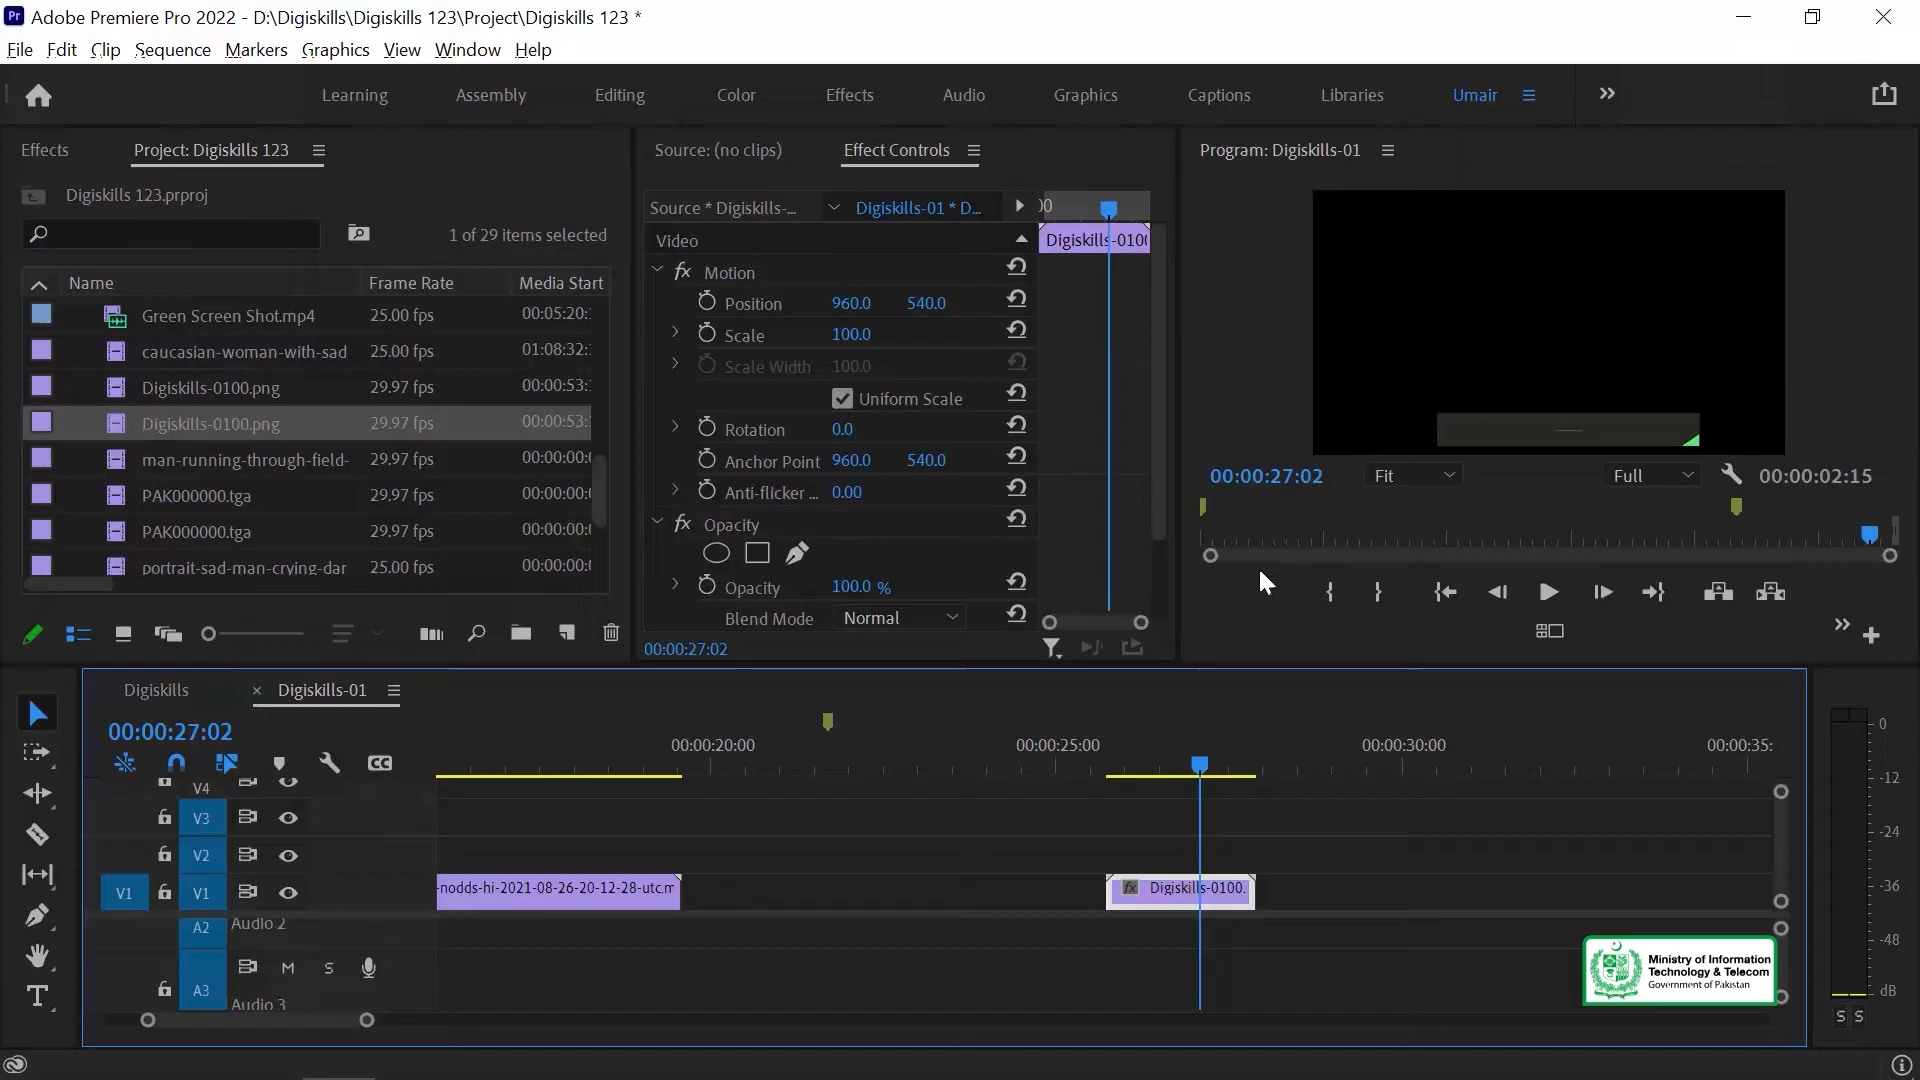 Adobe Premiere Pro 2022 - D:\Digiskills\Digiskills 123\Project\Digiskills 123 *
File Edit Clip Sequence Markers Graphics View Window Help
Learning Assembly Editing Color Effects Audio Graphics Captions Libraries Umair
Effects Project: Digiskills 123
Source: (no clips) Effect Controls
Program: Digiskills-01
Digiskills 123.prproj
1 of 29 items selected
Name Frame Rate Media Start
Green Screen Shot.mp4 25.00 fps 00:05:20:
caucasian-woman-with-sad 25.00 fps 01:08:32:
Digiskills-0100.png 29.97 fps 00:00:53:
Digiskills-0100.png 29.97 fps 00:00:53:
man-running-through-field- 29.97 fps 00:00:00:
PAK000000.tga 29.97 fps 00:00:00:
PAK000000.tga 29.97 fps 00:00:00:
portrait-sad-man-crying-dar 25.00 fps 00:00:00:
Source * Digiskills-... Digiskills-01 * D...
Video
Digiskills-0100
Motion
Position 960.0 540.0
Scale 100.0
Scale Width 100.0
Uniform Scale
Rotation 0.0
Anchor Point 960.0 540.0
Anti-flicker ... 0.00
Opacity
Opacity 100.0 %
Blend Mode Normal
00:00:27:02
00:00:27:02 Fit Full 00:00:02:15
Digiskills Digiskills-01
00:00:27:02
00:00:20:00 00:00:25:00 00:00:30:00 00:00:35:
V4
V3
V2
V1 V1
-nodds-hi-2021-08-26-20-12-28-utc.m
fx Digiskills-0100.
A2 Audio 2
M S
A3 Audio 3
Ministry of Information
Technology & Telecom
Government of Pakistan
0
-12
-24
-36
-48
dB
S S